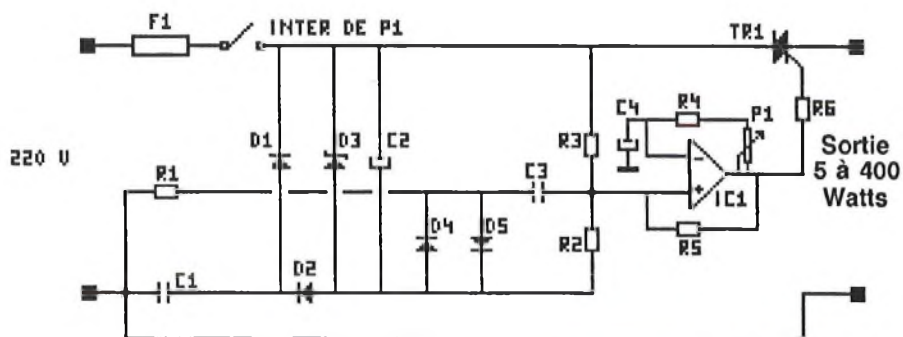 F1
INTER DE P1
TR1
C4
R4
P1
R6
220 V
D1
D3
C2
R3
Sortie
5 à 400
Watts
R1
C3
IC1
D4
D5
R2
R5
C1
D2